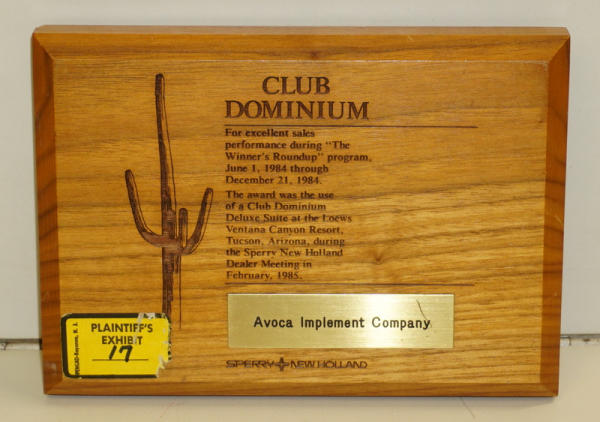 CLUB
DOMINIUM
For excellent sales
performance during "The
Winner's Roundup" program,
June 1, 1984 through
December 21, 1984.
The award was the use
of a Club Dominium
Deluxe Suite at the Loews
Ventana Canyon Resort,
Tucson, Arizona, during
the Sperry New Holland
Dealer Meeting in
February, 1985.
Avoca Implement Company
SPERRY NEW HOLLAND
PLAINTIFF'S
EXHIBIT
17